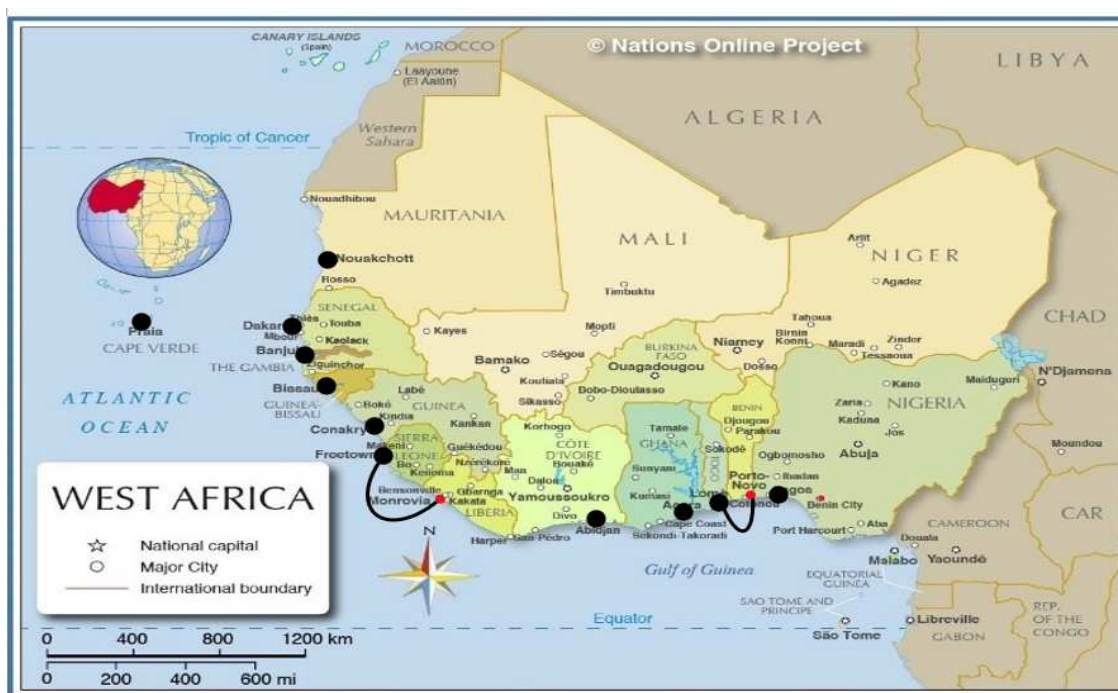 CANARY ISLANDS
(Spain)
MOROCCO
© Nations Online Project
LIBYA
Laayoune
(El Aaiún)
ALGERIA
Tropic of Cancer
Western
Sahara
Nouadhibou
MAURITANIA
MALI
NIGER
Arlit
Nouakchott
Rosso
Timbuktu
Agadez
CHAD
SENEGAL
Praia
CAPE VERDE
Dakar
Thiès
Touba
Mbour
Kaolack
Kayes
Mopti
Tahoua
Birnin
Konni
Maradi
Zinder
Tessaoua
Banjul
THE GAMBIA
Ziguinchor
Bamako
Ségou
BURKINA
FASO
Ouagadougou
Niamey
Dosso
N'Djamena
Bissau
GUINEA-
BISSAU
Koutiala
Sikasso
Bobo-Dioulasso
Kano
Maiduguri
ATLANTIC
OCEAN
Labé
Boké
GUINEA
Kindia
Kankan
BENIN
Djougou
Parakou
Zaria
Kaduna
NIGERIA
Jos
Conakry
Korhogo
Tamale
GHANA
Sokodé
TOGO
Ogbomosho
Abuja
Moundou
Freetown
Makeni
SIERRA
LEONE
Bo
Kenema
Guékédou
Nzérékoré
Man
CÔTE
D'IVOIRE
Bouaké
Daloa
Yamoussoukro
Sunyani
Kumasi
Porto-
Novo
Ibadan
WEST AFRICA
Bensonville
Monrovia
Gbarnga
Kakata
LIBERIA
Divo
Abidjan
Accra
Lomé
Cotonou
Lagos
Benin City
Harper
San-Pédro
Cape Coast
Sekondi-Takoradi
Port Harcourt
Aba
CAMEROON
CAR
Douala
Malabo
Yaoundé
N
National capital
Major City
International boundary
Gulf of Guinea
EQUATORIAL
GUINEA
SAO TOME AND
PRINCIPE
Equator
São Tome
Libreville
GABON
REP.
OF THE
CONGO
0 400 800 1200 km
0 200 400 600 mi